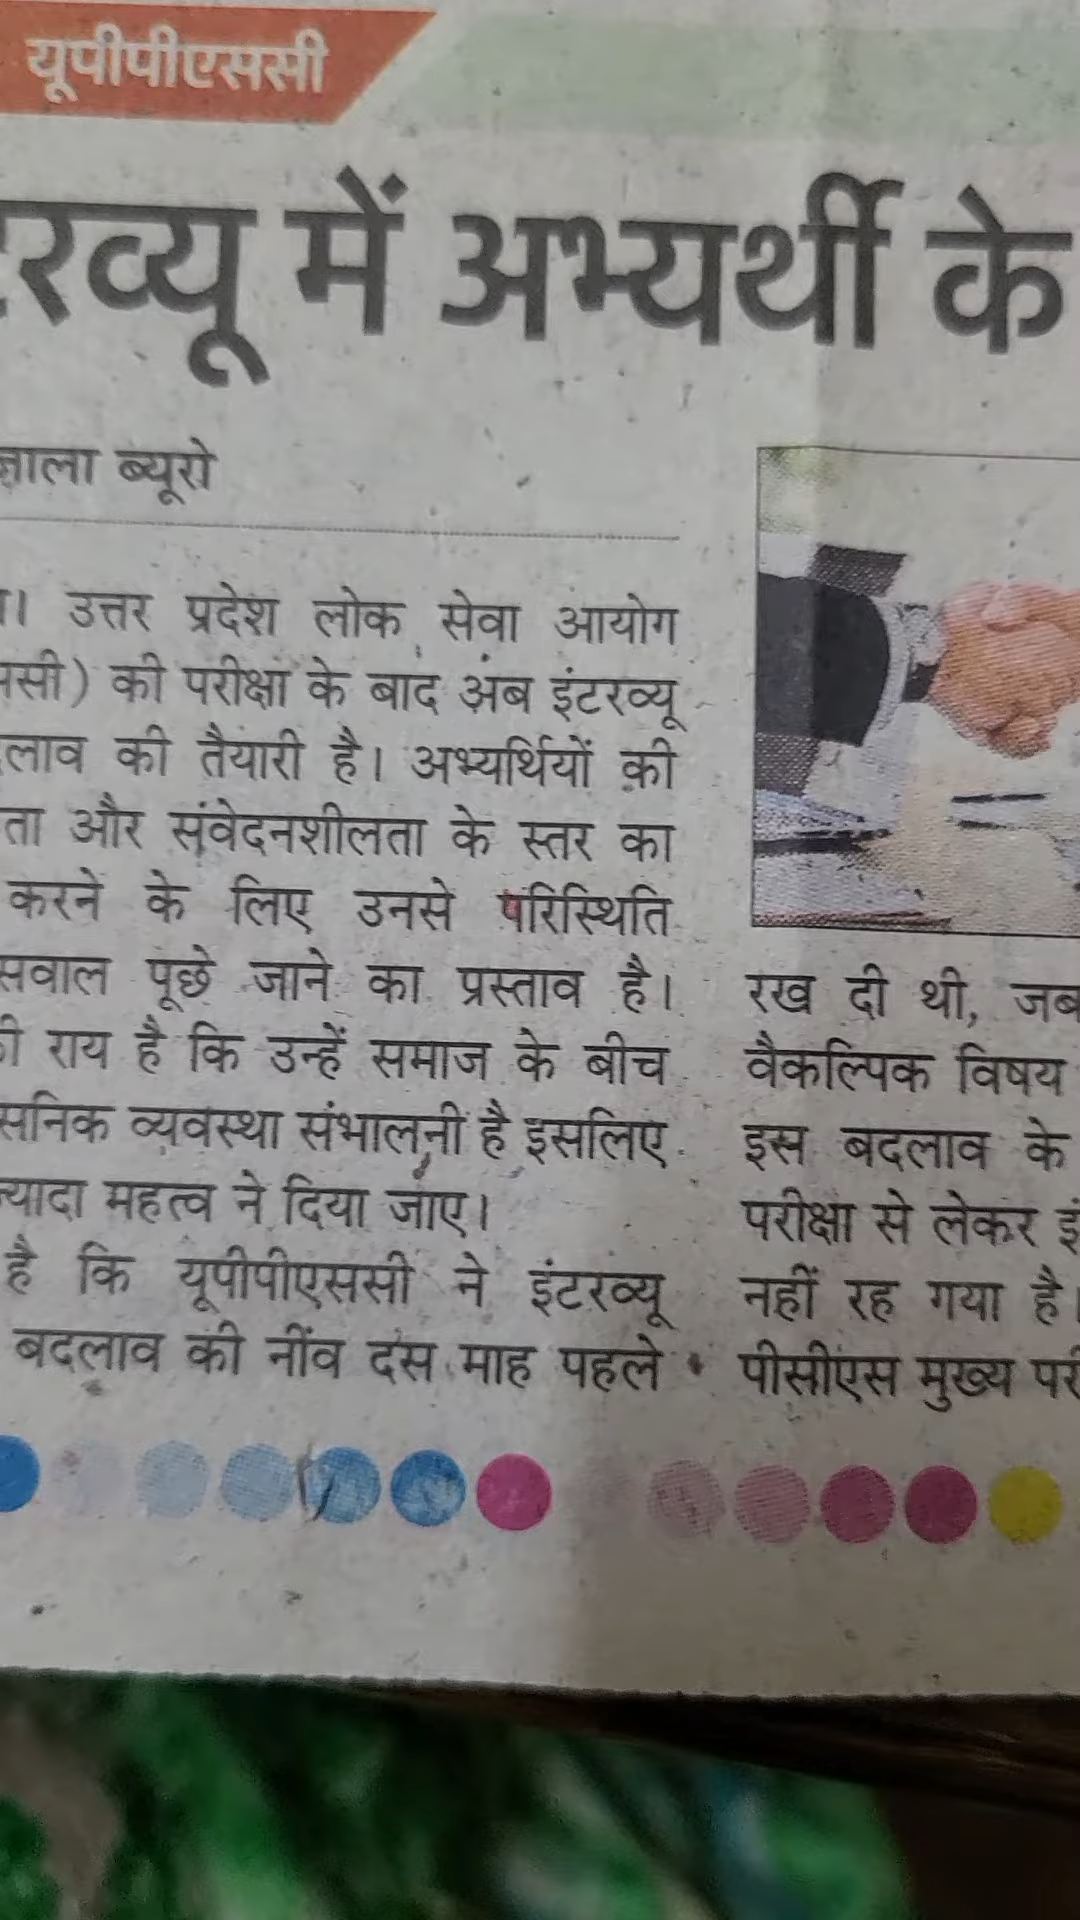 यूपीपीएससी
रव्यू में अभ्यर्थी के
ब्यूरो
उत्तर प्रदेश लोक सेवा आयोग
की परीक्षा के बाद अब इंटरव्यू
की तैयारी है। अभ्यर्थियों की
और संवेदनशीलता के स्तर का
करने के लिए उनसे परिस्थिति
सवाल पूछे जाने का प्रस्ताव है।
राय है कि उन्हें समाज के बीच
व्यवस्था संभालनी है इसलिए
महत्व ने दिया जाए।
है कि यूपीपीएससी ने इंटरव्यू
बदलाव की नींव दस माह पहले
रख दी थी, जब
वैकल्पिक विषय
इस बदलाव के
परीक्षा से लेकर
नहीं रह गया है।
पीसीएस मुख्य